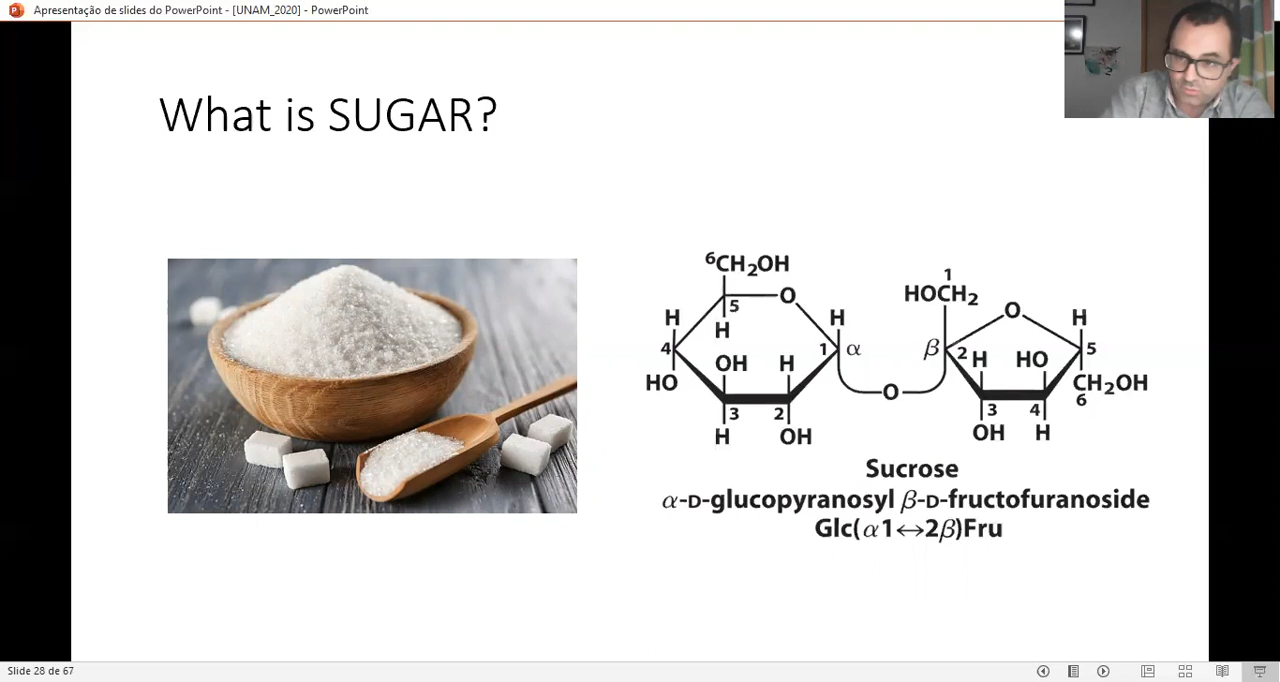 Apresentação de slides do PowerPoint - [UNAM_2020] - PowerPoint
What is SUGAR?
⁶CH₂OH
5
O
H
H
4
HO
OH
3
H
H
2
OH
H
1
α
O
1
HOCH₂
β
2
O
H
3
OH
HO
4
H
H
5
CH₂OH
6
Sucrose
α-D-glucopyranosyl β-D-fructofuranoside
Glc(α1↔2β)Fru
Slide 28 de 67